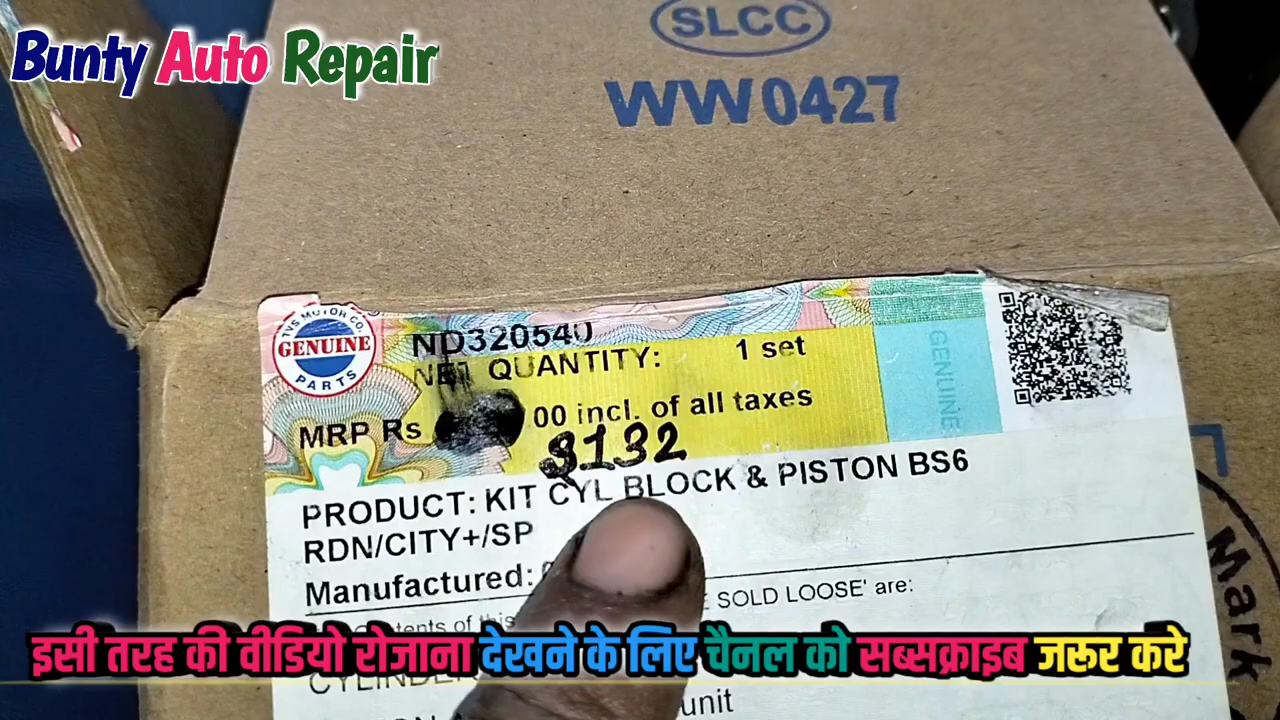 Bunty Auto Repair
SLCC
WW0427
TVS MOTOR CO.
GENUINE
PARTS
ND320540
NET QUANTITY: 1 set
MRP Rs 00 incl. of all taxes
3132
GENUINE
PRODUCT: KIT CYL BLOCK & PISTON BS6
RDN/CITY+/SP
Manufactured:
SOLD LOOSE' are:
इसी तरह की वीडियो रोजाना देखने के लिए चैनल को सब्सक्राइब जरूर करे
unit
Mark